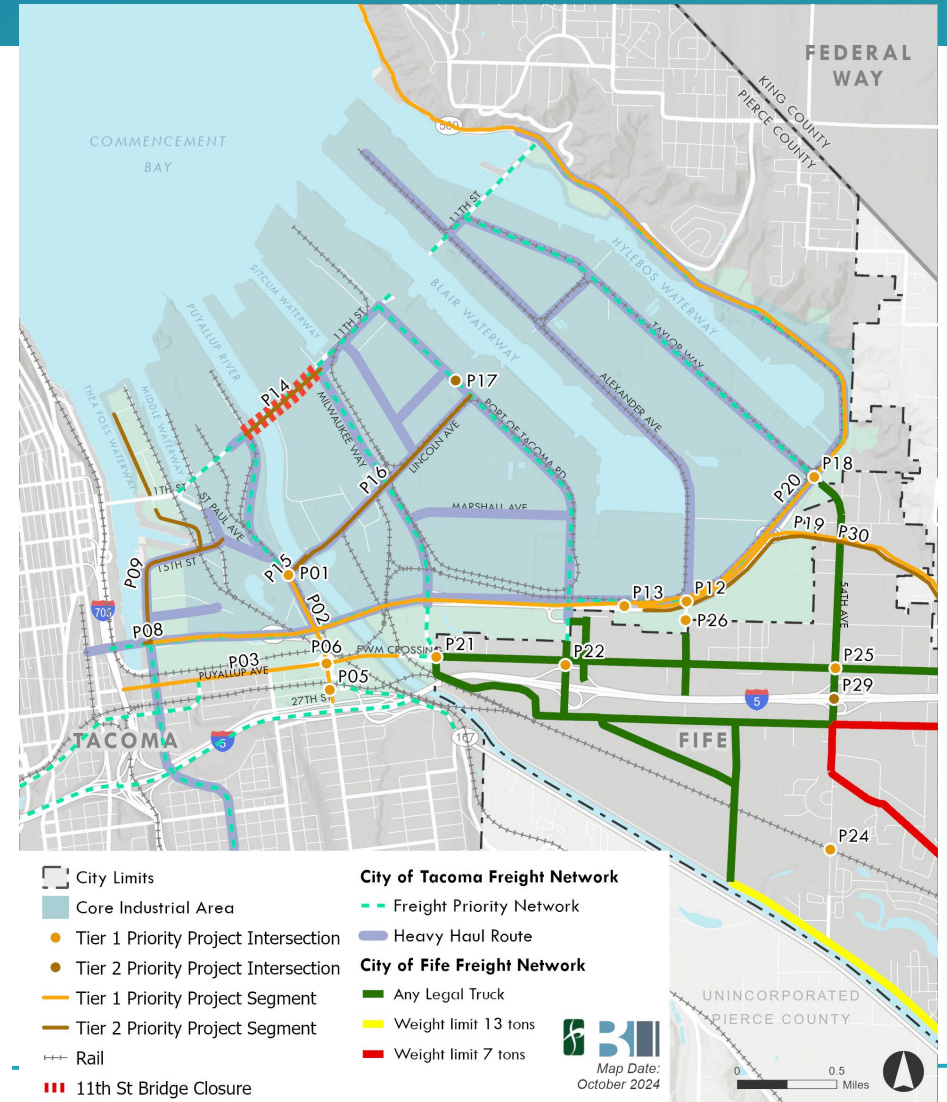 FEDERAL
WAY
KING COUNTY
PIERCE COUNTY
COMMENCEMENT
BAY
509
11TH ST
HYLEBOS WATERWAY
BLAIR WATERWAY
SITCUM WATERWAY
PUYALLUP RIVER
MIDDLE WATERWAY
THEA FOSS WATERWAY
11TH ST
TAYLOR WAY
ALEXANDER AVE
P14
P17
MILWAUKEE WAY
PORT OF TACOMA RD
LINCOLN AVE
P16
P18
P20
11TH ST
ST PAUL AVE
MARSHALL AVE
P19
P30
15TH ST
P15
P01
P09
P02
P13
P12
54TH AVE
705
P26
P08
P06
FWM CROSSING
P21
P22
P25
P03
PUYALLUP AVE
P05
27TH ST
P29
5
TACOMA
5
167
FIFE
P24
UNINCORPORATED
PIERCE COUNTY
City Limits
Core Industrial Area
Tier 1 Priority Project Intersection
Tier 2 Priority Project Intersection
Tier 1 Priority Project Segment
Tier 2 Priority Project Segment
Rail
11th St Bridge Closure
City of Tacoma Freight Network
Freight Priority Network
Heavy Haul Route
City of Fife Freight Network
Any Legal Truck
Weight limit 13 tons
Weight limit 7 tons
Map Date:
October 2024
0 0.5
Miles